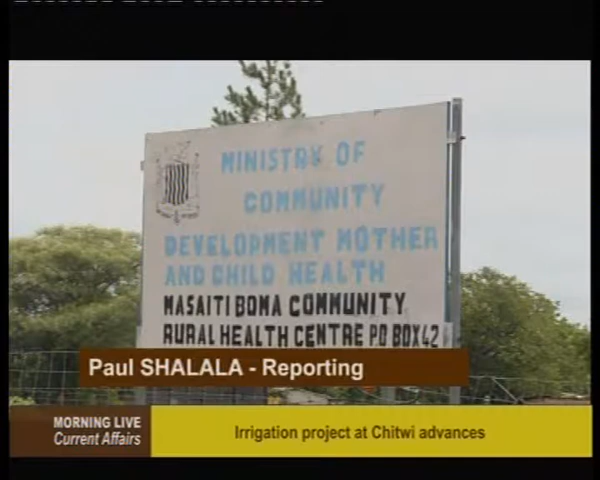 MINISTRY OF
COMMUNITY
DEVELOPMENT MOTHER
AND CHILD HEALTH
MASAITI BOMA COMMUNITY
RURAL HEALTH CENTRE PO BOX 42
Paul SHALALA - Reporting
MORNING LIVE
Current Affairs
Irrigation project at Chitwi advances